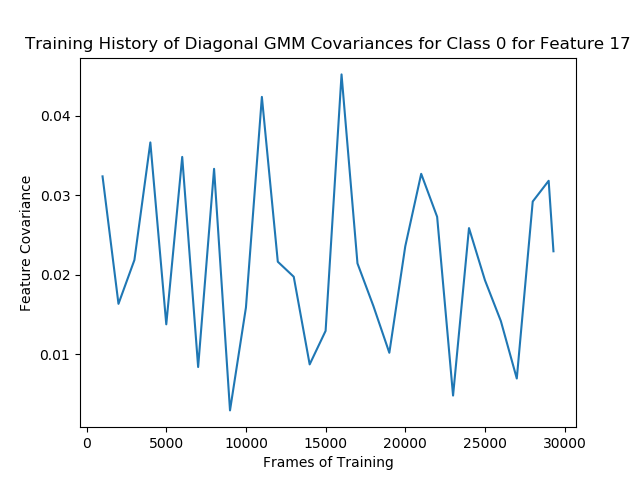 Training History of Diagonal GMM Covariances for Class 0 for Feature 17
0.04
0.03
0.02
0.01
Feature Covariance
0 5000 10000 15000 20000 25000 30000
Frames of Training